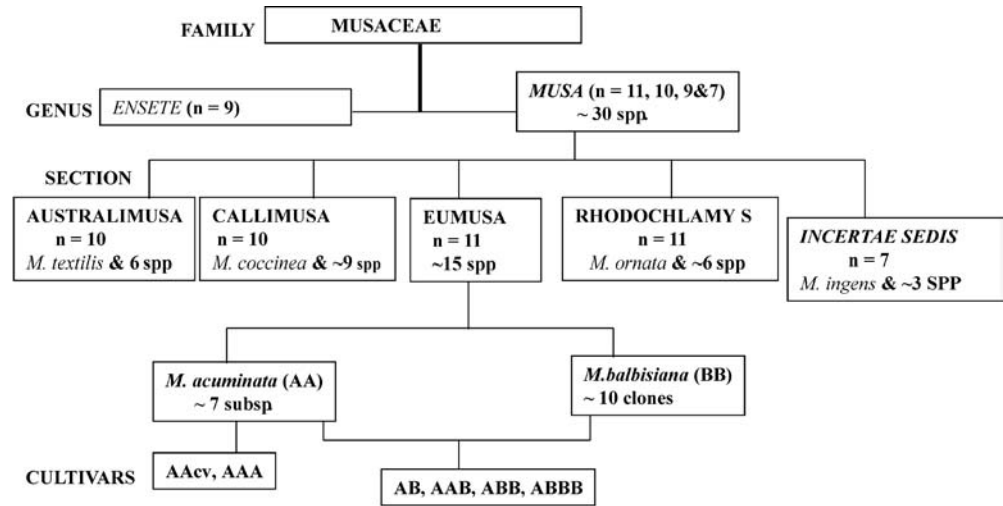 FAMILY
MUSACEAE
GENUS
ENSETE (n = 9)
MUSA (n = 11, 10, 9&7)
~ 30 spp.
SECTION
AUSTRALIMUSA
n = 10
M. textilis & 6 spp
CALLIMUSA
n = 10
M. coccinea & ~9 spp
EUMUSA
n = 11
~15 spp
RHODOCHLAMY S
n = 11
M. ornata & ~6 spp
INCERTAE SEDIS
n = 7
M. ingens & ~3 SPP
M. acuminata (AA)
~ 7 subsp.
M.balbisiana (BB)
~ 10 clones
CULTIVARS
AAcv, AAA
AB, AAB, ABB, ABBB